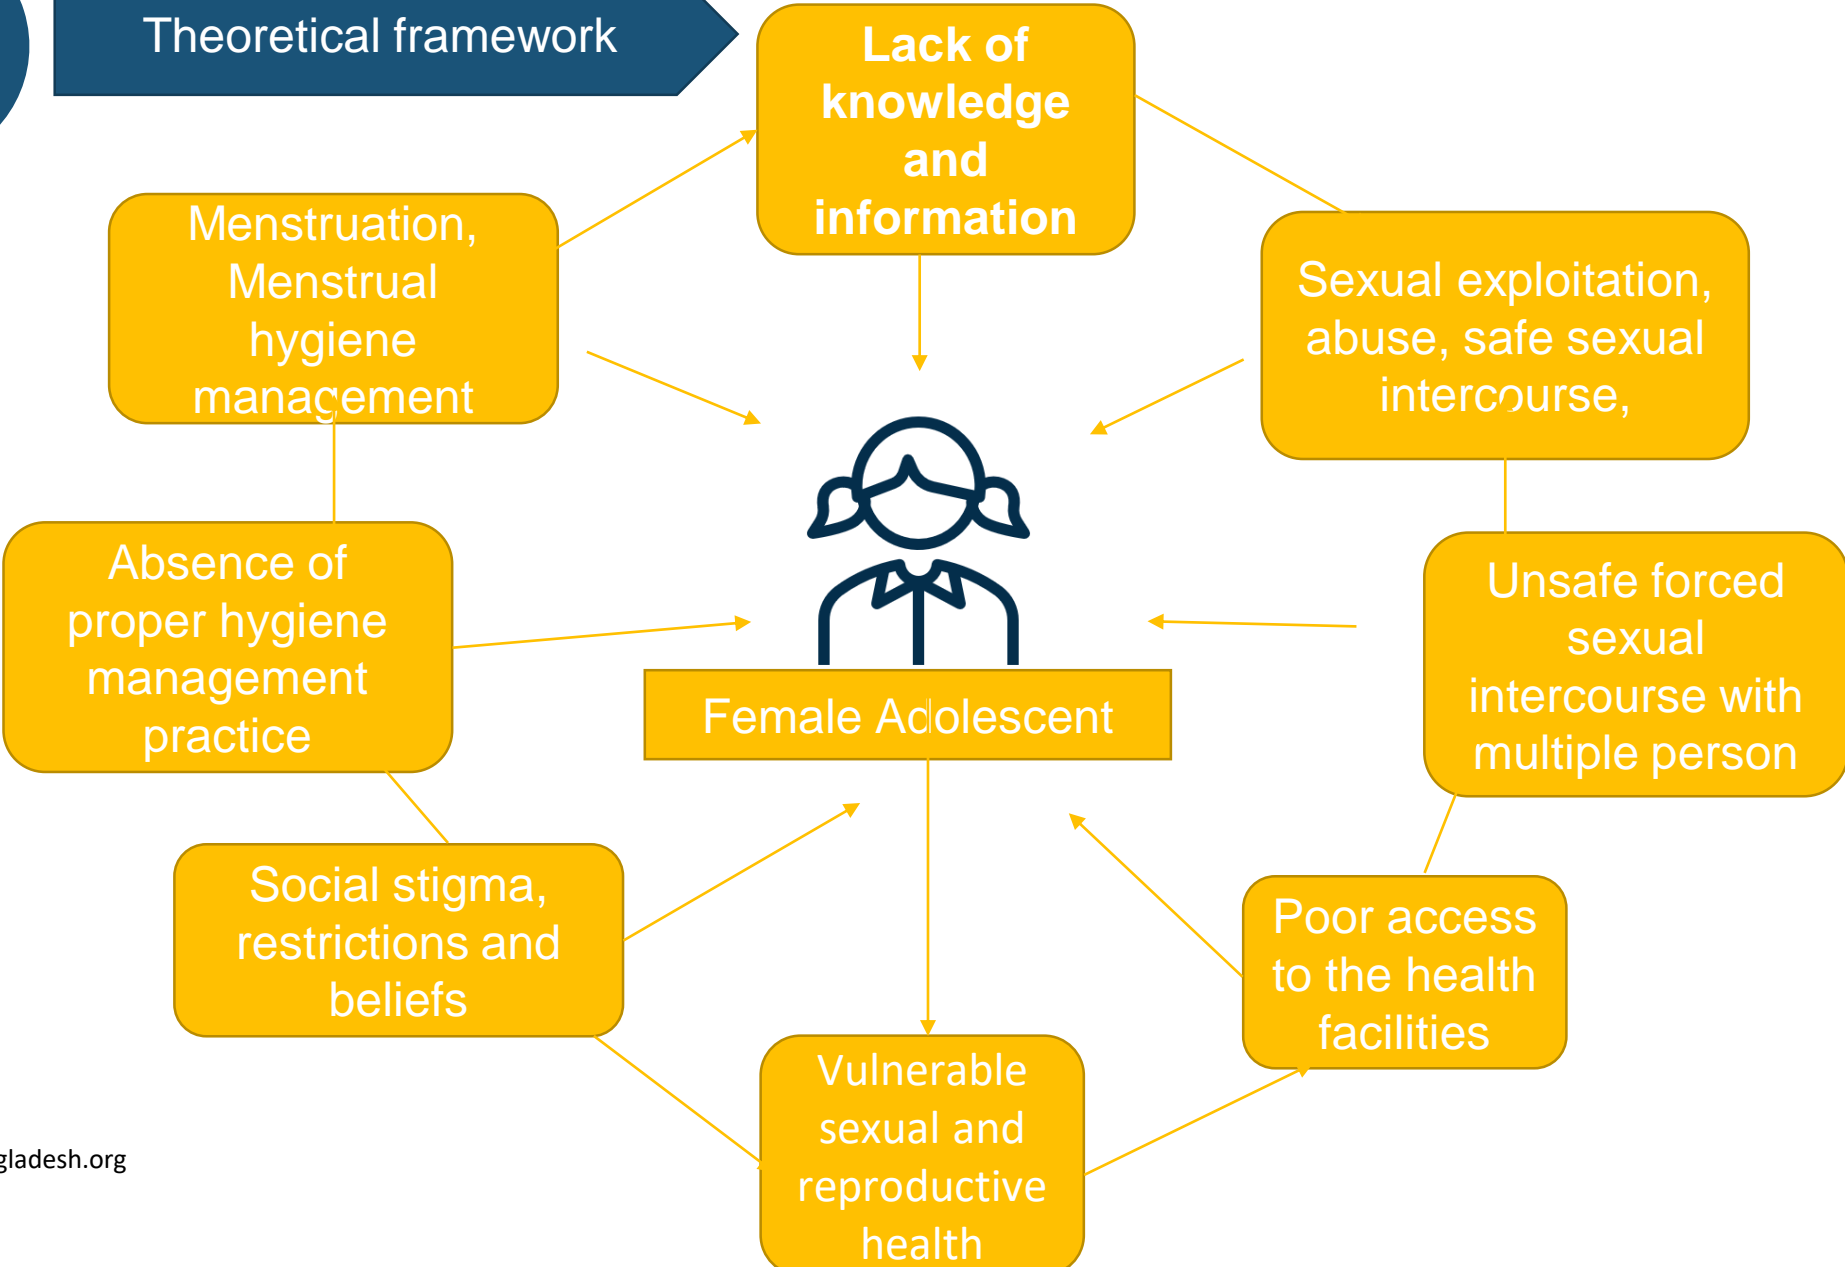 Theoretical framework
Lack of
knowledge
and
information
Menstruation,
Menstrual
hygiene
management
Sexual exploitation,
abuse, safe sexual
intercourse,
Absence of
proper hygiene
management
practice
Unsafe forced
sexual
intercourse with
multiple person
Female Adolescent
Social stigma,
restrictions and
beliefs
Poor access
to the health
facilities
Vulnerable
sexual and
reproductive
health
gladesh.org